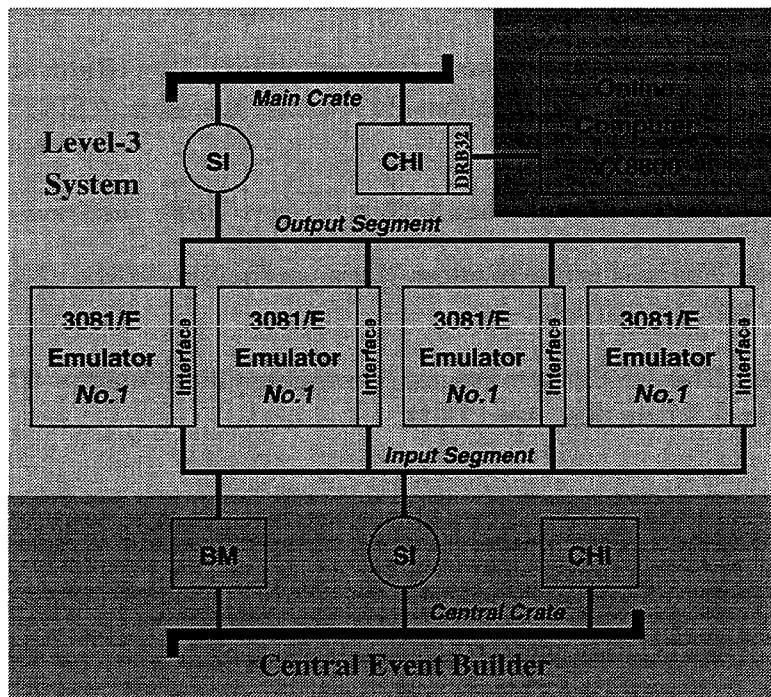 Main Crate
Level-3
System
SI
CHI
DRB32
Online
Computer
Output Segment
3081/E
Emulator
No.1
Interface
3081/E
Emulator
No.1
Interface
3081/E
Emulator
No.1
Interface
3081/E
Emulator
No.1
Interface
Input Segment
BM
SI
CHI
Central Crate
Central Event Builder